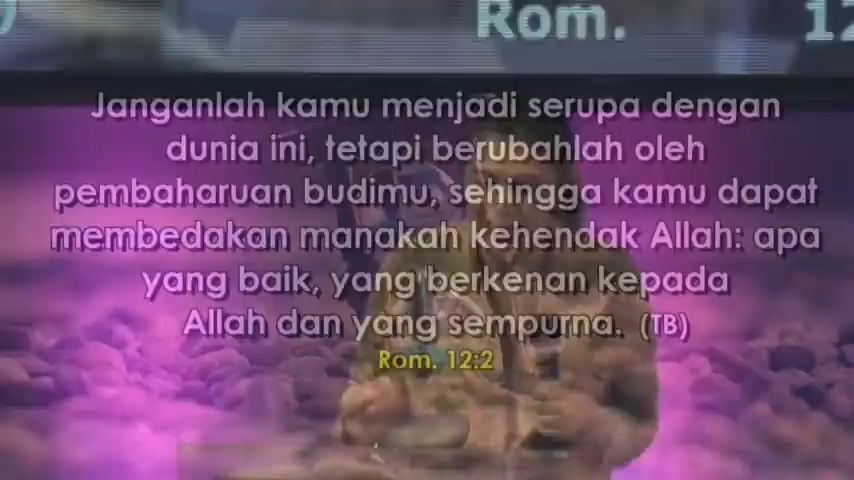 Rom. 12
Janganlah kamu menjadi serupa dengan
dunia ini, tetapi berubahlah oleh
pembaharuan budimu, sehingga kamu dapat
membedakan manakah kehendak Allah: apa
yang baik, yang berkenan kepada
Allah dan yang sempurna. (TB)
Rom. 12:2